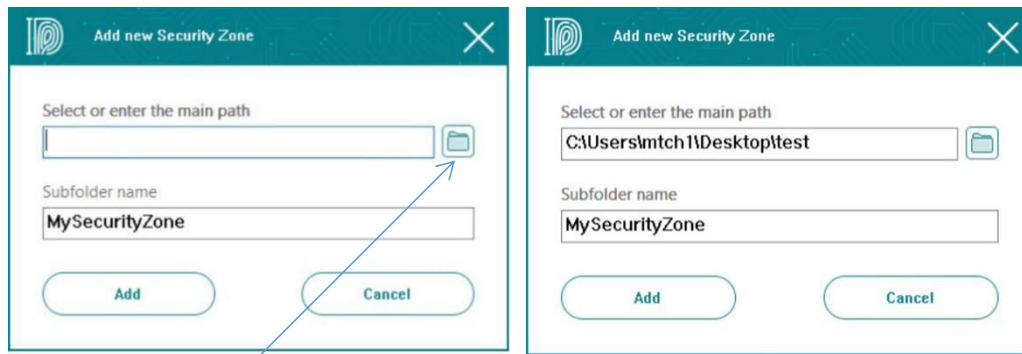 Add new Security Zone
Select or enter the main path
Subfolder name
MySecurityZone
Add Cancel
Add new Security Zone
Select or enter the main path
C:\Users\mtch1\Desktop\test
Subfolder name
MySecurityZone
Add Cancel